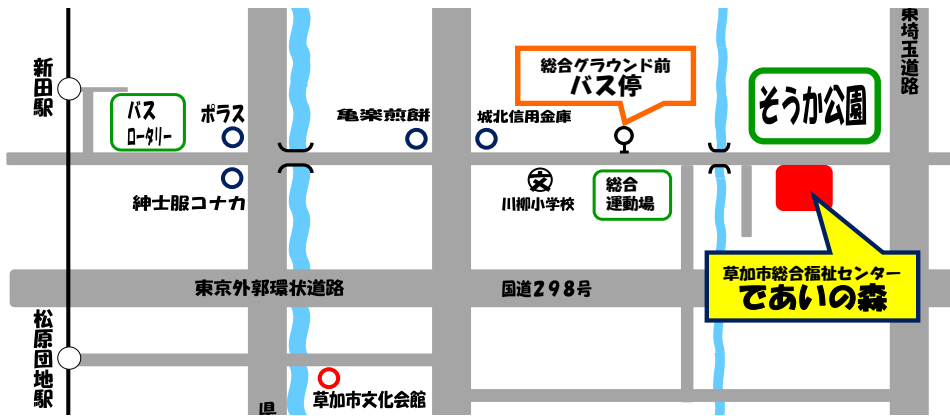 東埼玉道路
新田駅
バス
ロータリー
ポラス
亀楽煎餅
城北信用金庫
総合グラウンド前
バス停
そうか公園
紳士服コナカ
文
川柳小学校
総合
運動場
草加市総合福祉センター
であいの森
東京外郭環状道路
国道298号
松原団地駅
草加市文化会館
県